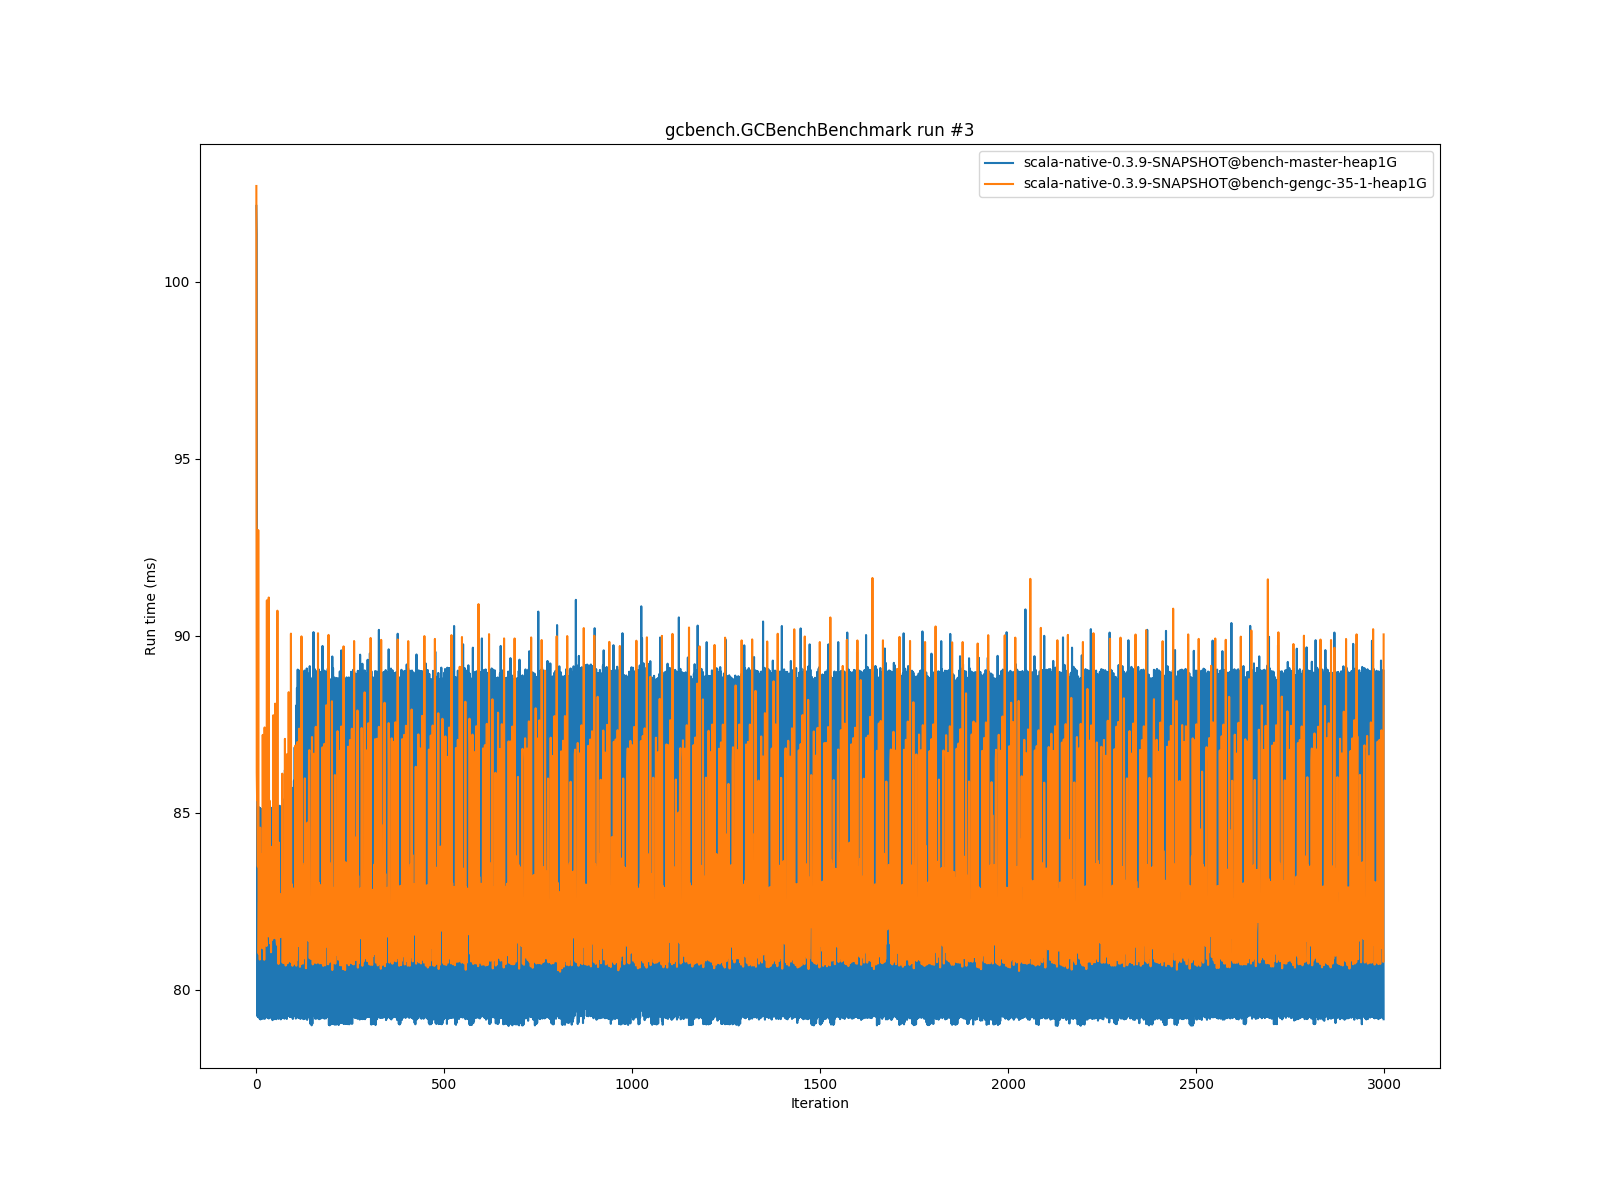 gcbench.GCBenchBenchmark run #3
scala-native-0.3.9-SNAPSHOT@bench-master-heap1G
scala-native-0.3.9-SNAPSHOT@bench-gengc-35-1-heap1G
Run time (ms)
100
95
90
85
80
0
500
1000
1500
2000
2500
3000
Iteration